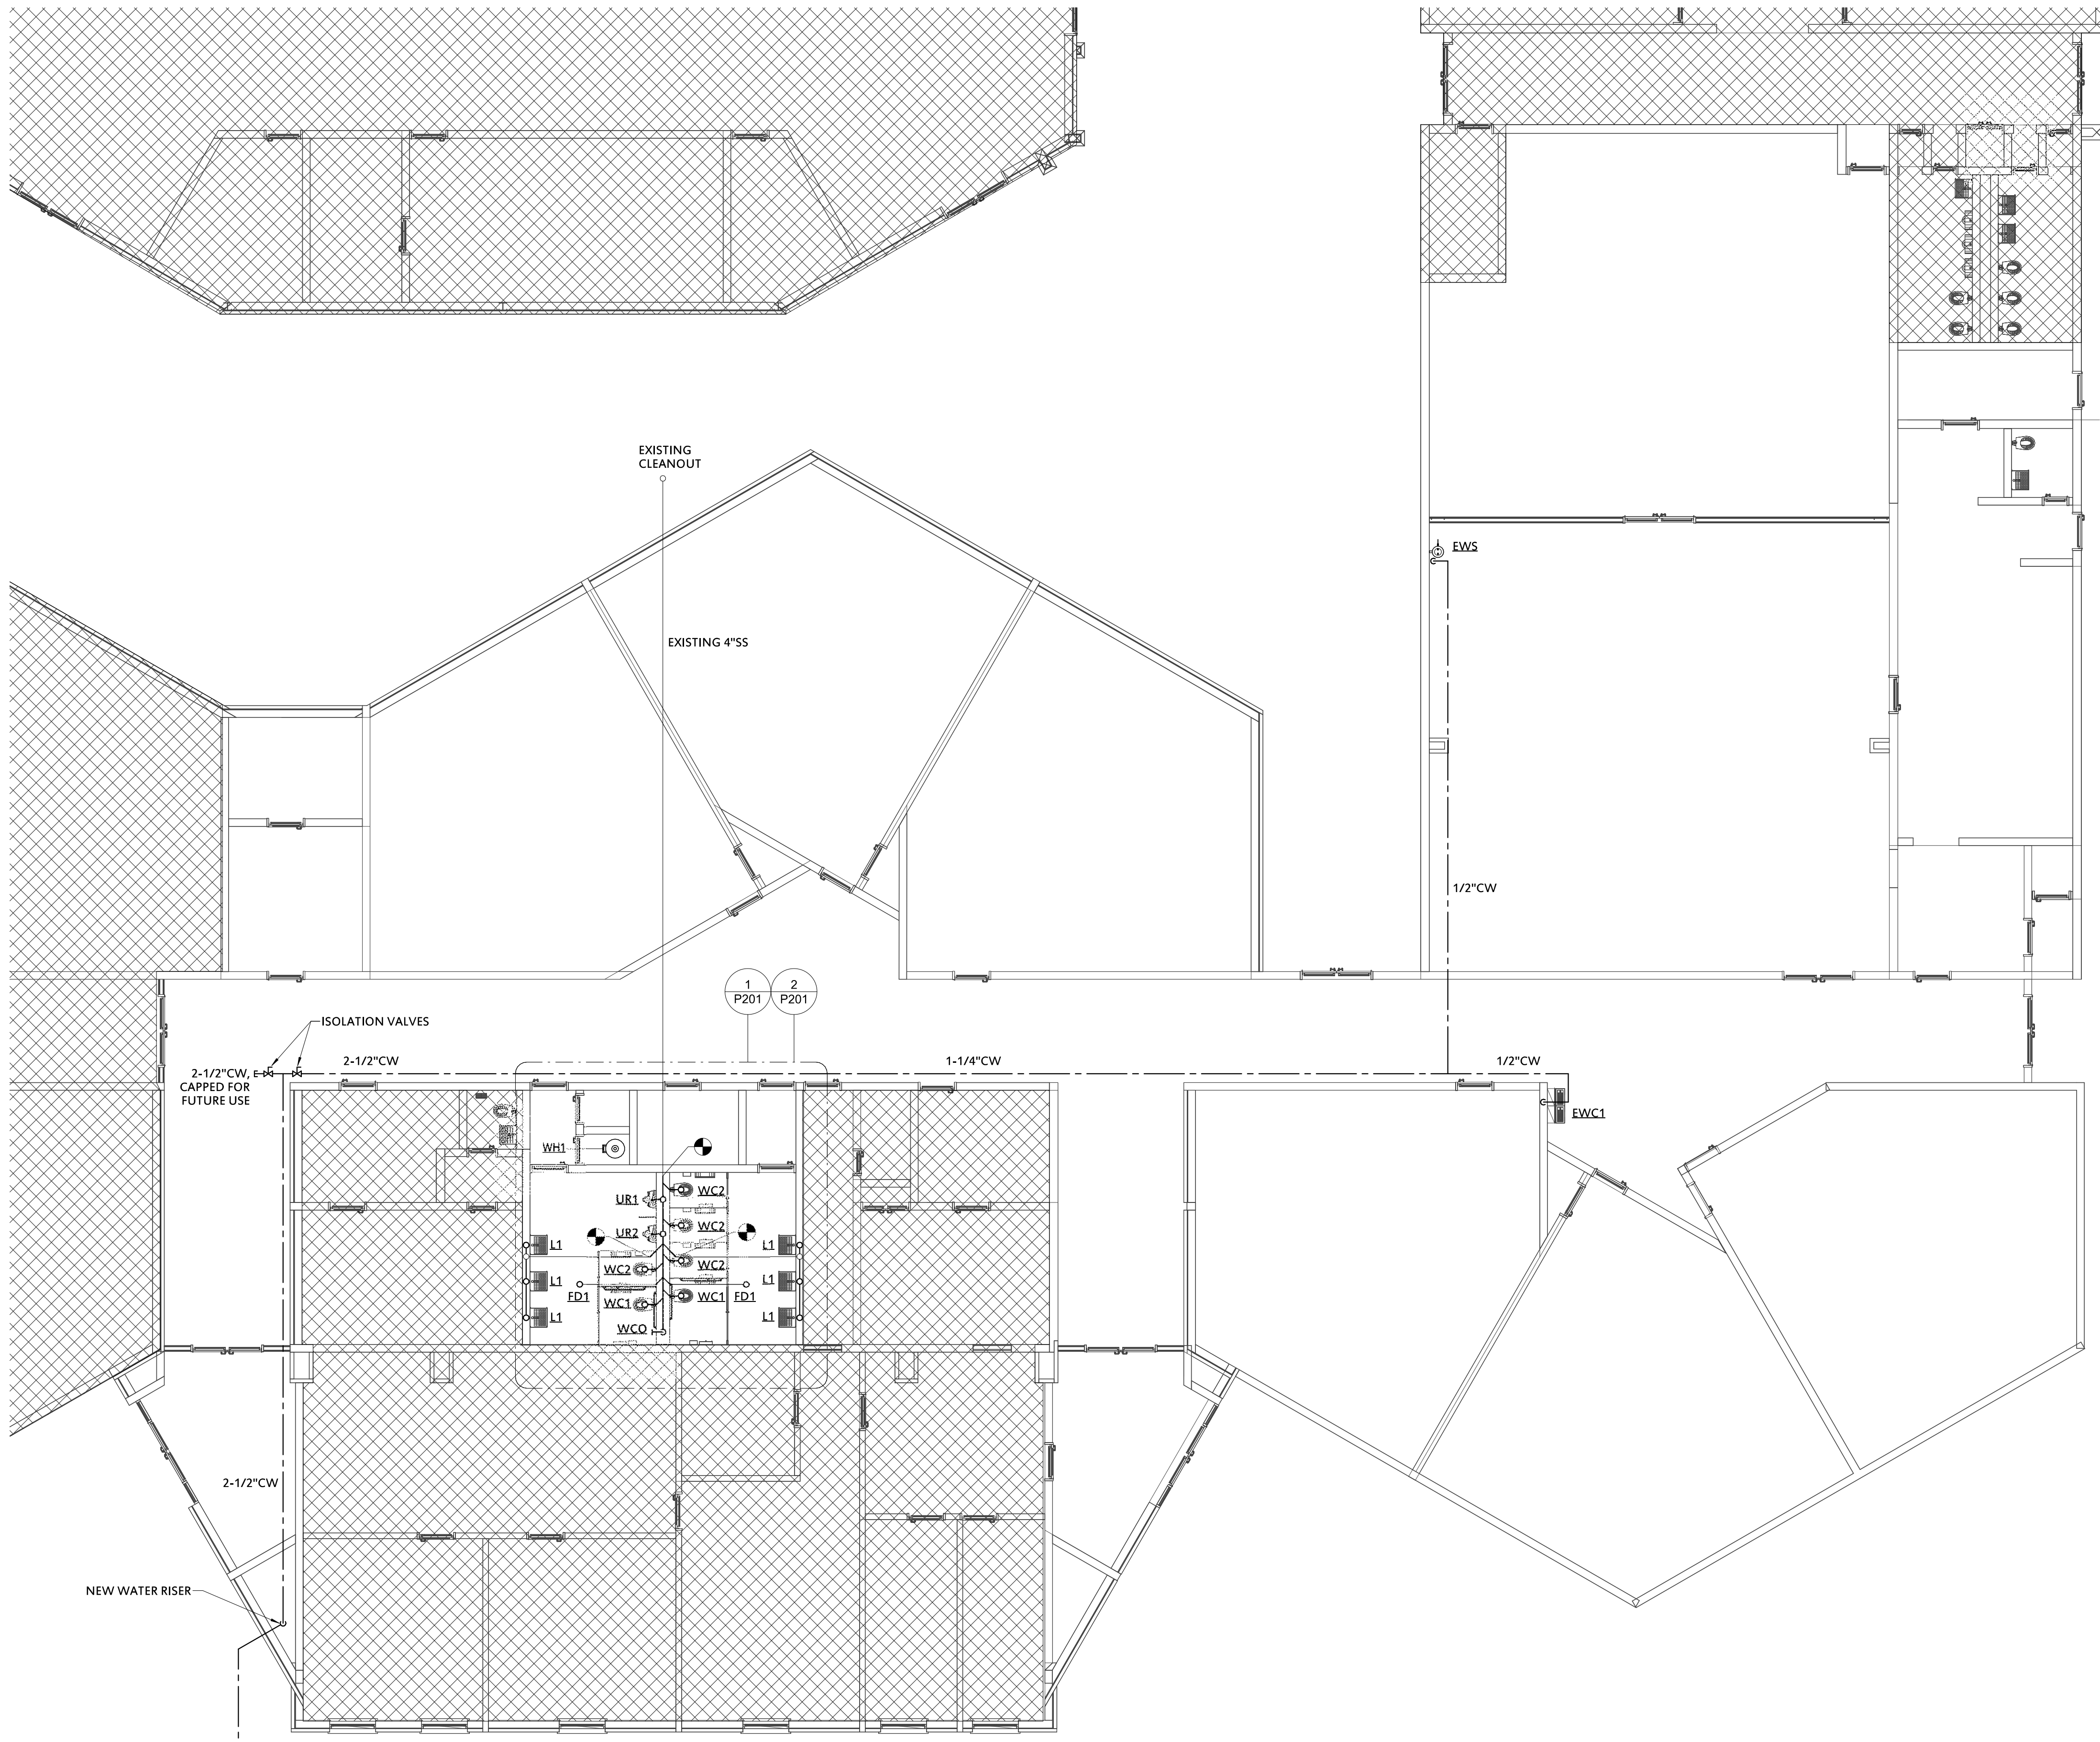 EXISTING
CLEANOUT
EWS
EXISTING 4"SS
1/2"CW
1
P201
2
P201
ISOLATION VALVES
2-1/2"CW
1-1/4"CW
1/2"CW
2-1/2"CW,
CAPPED FOR
FUTURE USE
EWC1
WH1
UR1
WC2
UR2
WC2
L1
L1
WC2
WC2
L1
L1
FD1
WC1
WC1
FD1
L1
L1
WCO
2-1/2"CW
NEW WATER RISER